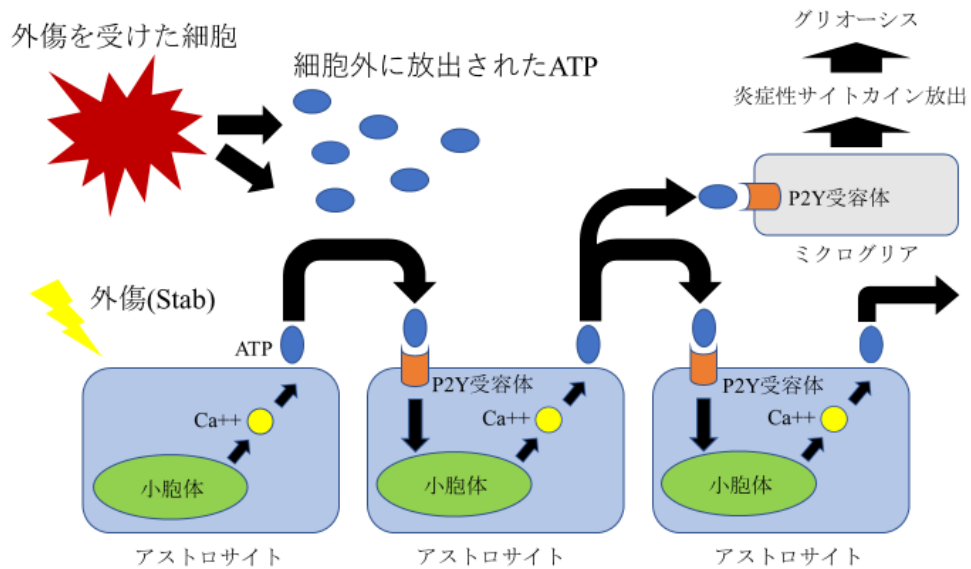 グリオーシス
外傷を受けた細胞
細胞外に放出されたATP
炎症性サイトカイン放出
P2Y受容体
ミクログリア
外傷(Stab)
ATP
P2Y受容体
P2Y受容体
Ca++
Ca++
Ca++
小胞体
小胞体
小胞体
アストロサイト
アストロサイト
アストロサイト